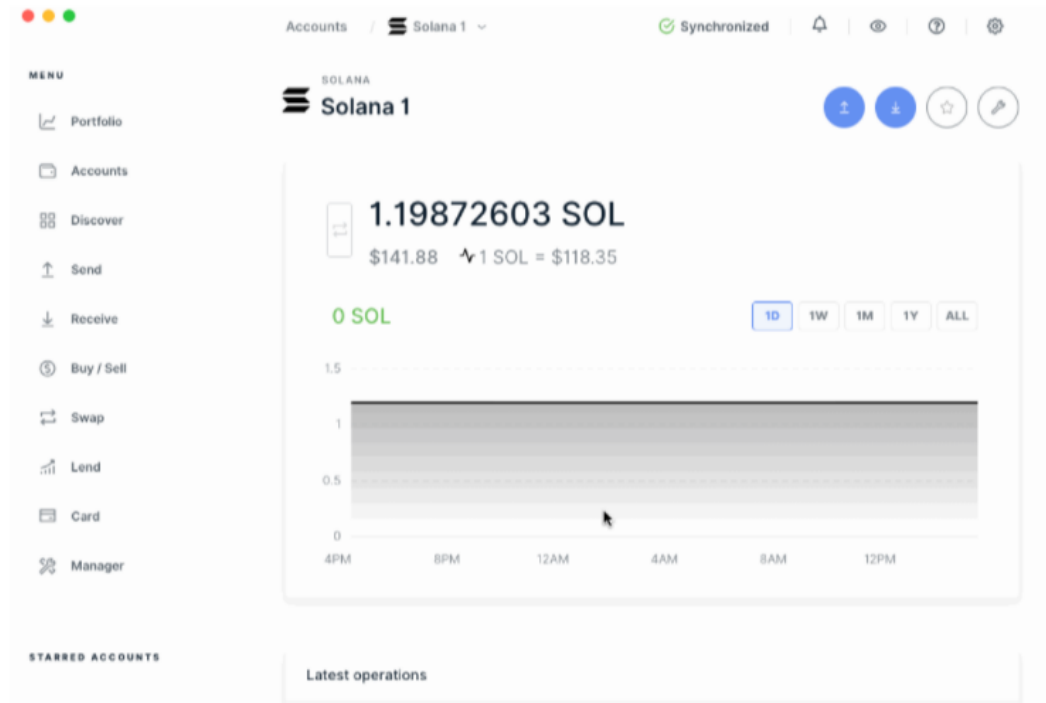 Accounts / Solana 1
Synchronized
MENU
Portfolio
Accounts
Discover
Send
Receive
Buy / Sell
Swap
Lend
Card
Manager
STARRED ACCOUNTS
SOLANA
Solana 1
1.19872603 SOL
$141.88 1 SOL = $118.35
0 SOL
1D 1W 1M 1Y ALL
1.5
1
0.5
0
4PM 8PM 12AM 4AM 8AM 12PM
Latest operations